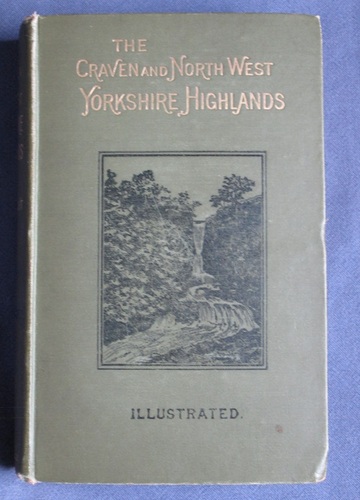 THE
CRAVEN AND NORTH WEST
YORKSHIRE HIGHLANDS
ILLUSTRATED.